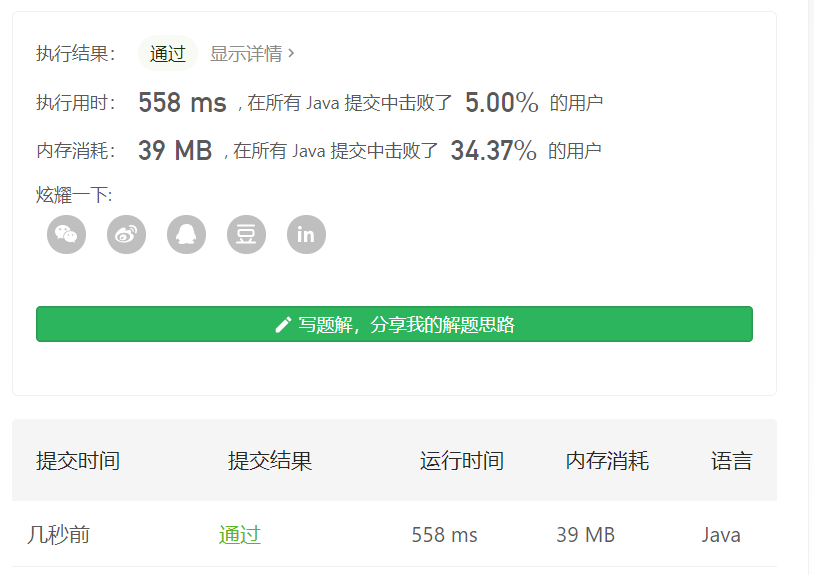 执行结果： 通过 显示详情 ›
执行用时： 558 ms , 在所有 Java 提交中击败了 5.00% 的用户
内存消耗： 39 MB , 在所有 Java 提交中击败了 34.37% 的用户
炫耀一下:
豆 in
写题解，分享我的解题思路
提交时间 提交结果 运行时间 内存消耗 语言
几秒前 通过 558 ms 39 MB Java